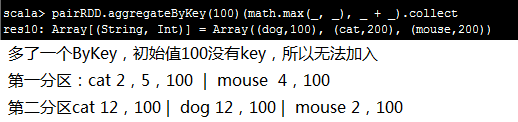 scala> pairRDD.aggregateByKey(100)(math.max(_, _), _ + _).collect
res10: Array[(String, Int)] = Array((dog,100), (cat,200), (mouse,200))
多了一个ByKey，初始值100没有key，所以无法加入
第一分区：cat 2，5，100 | mouse 4，100
第二分区cat 12，100 | dog 12，100 | mouse 2，100